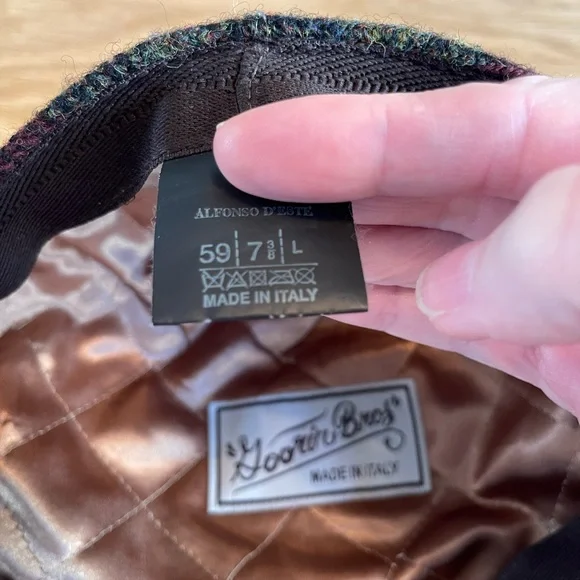 ALFONSO D'ESTE
59 | 7 3/8 | L
MADE IN ITALY
"Goorin Bros"
MADE IN ITALY